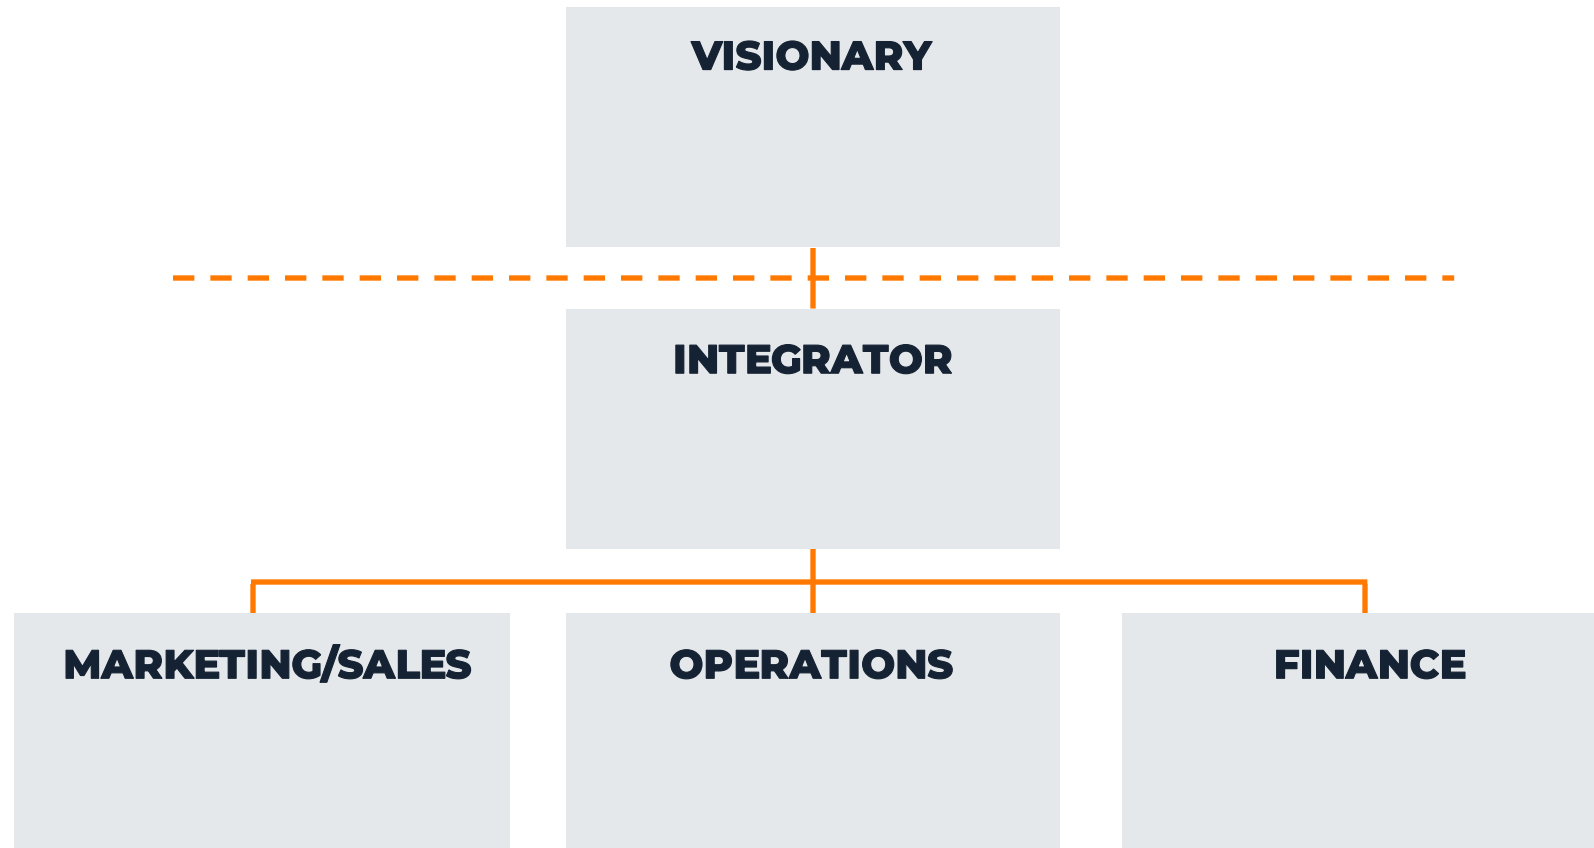 VISIONARY
INTEGRATOR
MARKETING/SALES
OPERATIONS
FINANCE